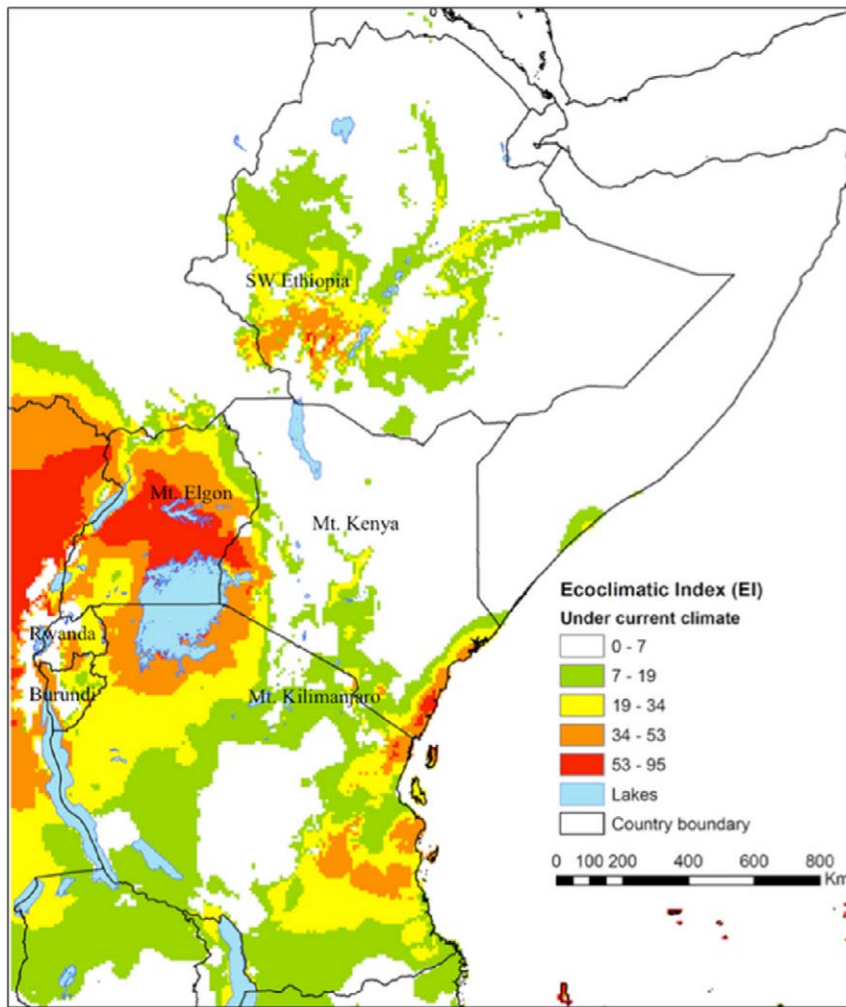 SW Ethiopia
Mt. Elgon
Mt. Kenya
Rwanda
Burundi
Mt. Kilimanjaro
Ecoclimatic Index (EI)
Under current climate
0 - 7
7 - 19
19 - 34
34 - 53
53 - 95
Lakes
Country boundary
0 100 200 400 600 800
Km